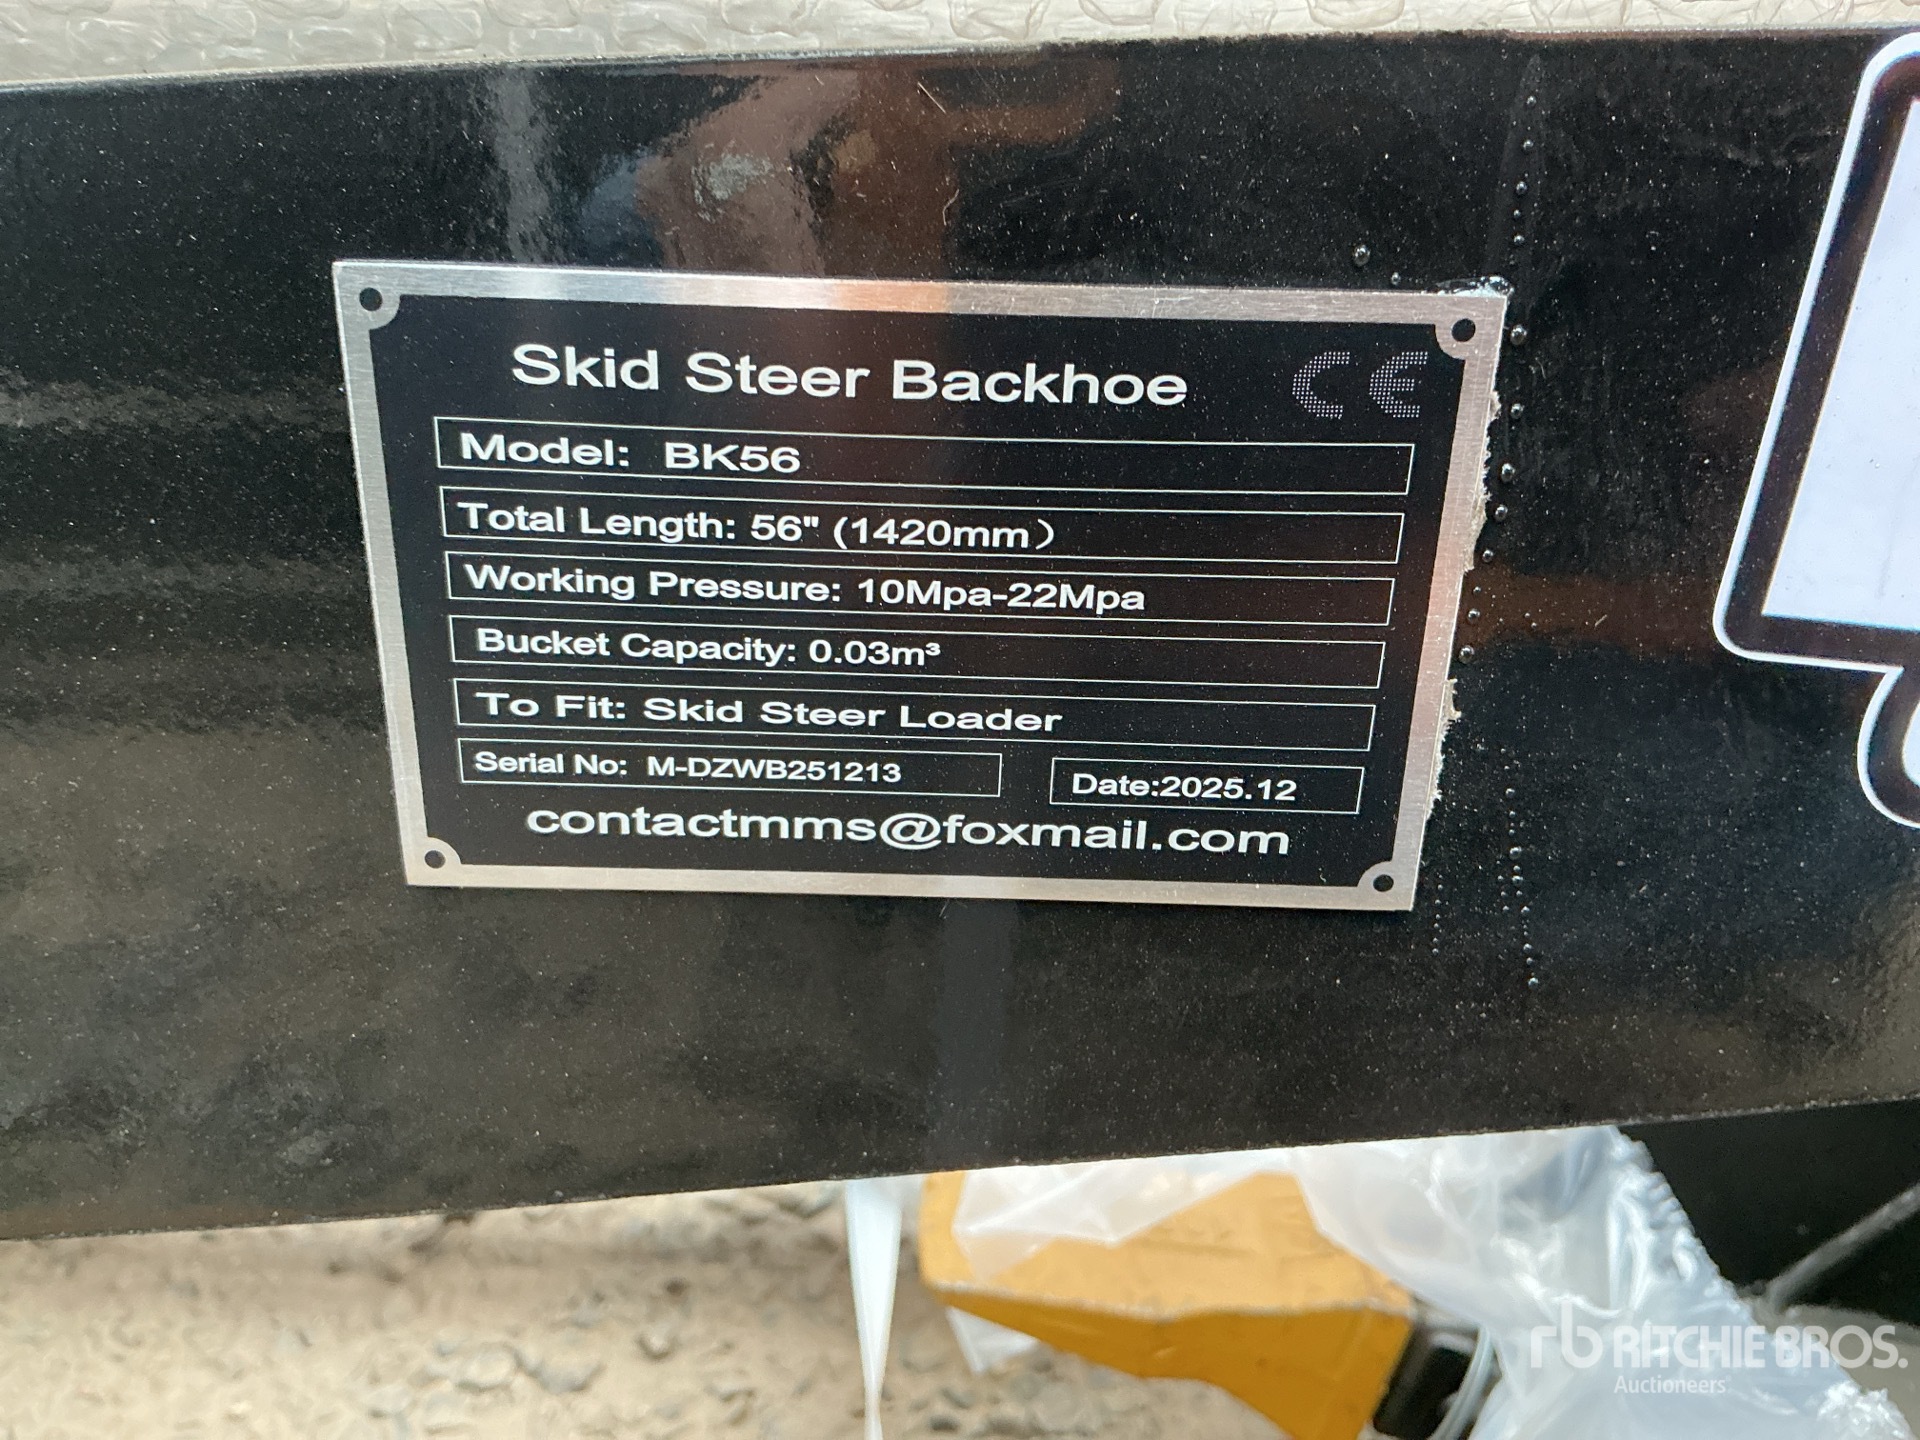 Skid Steer Backhoe CE
Model: BK56
Total Length: 56" (1420mm）
Working Pressure: 10Mpa-22Mpa
Bucket Capacity: 0.03m³
To Fit: Skid Steer Loader
Serial No: M-DZWB251213 Date:2025.12
contactmms@foxmail.com
rb RITCHIE BROS.
Auctioneers